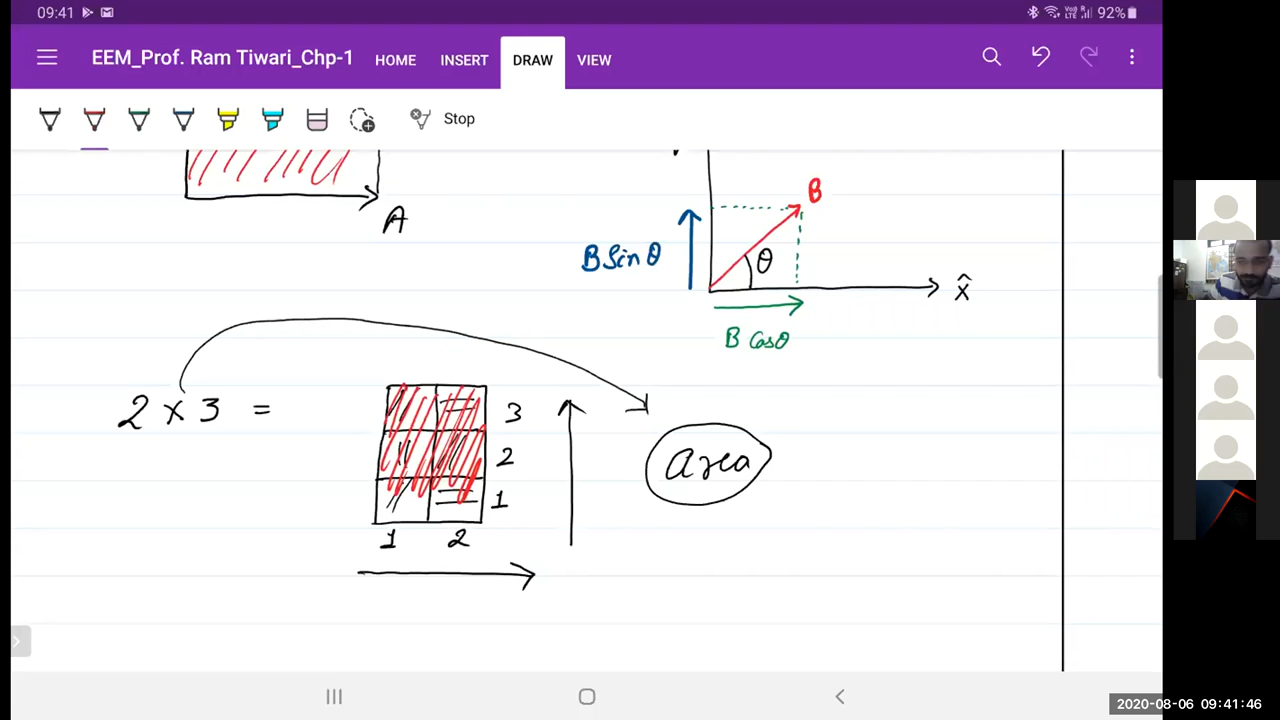 09:41 92%
EEM_Prof. Ram Tiwari_Chp-1 HOME INSERT DRAW VIEW
Stop
A
B
B Sin θ
θ
x̂
B Cosθ
2 × 3 =
3
2
1
1 2
Area
2020-08-06 09:41:46